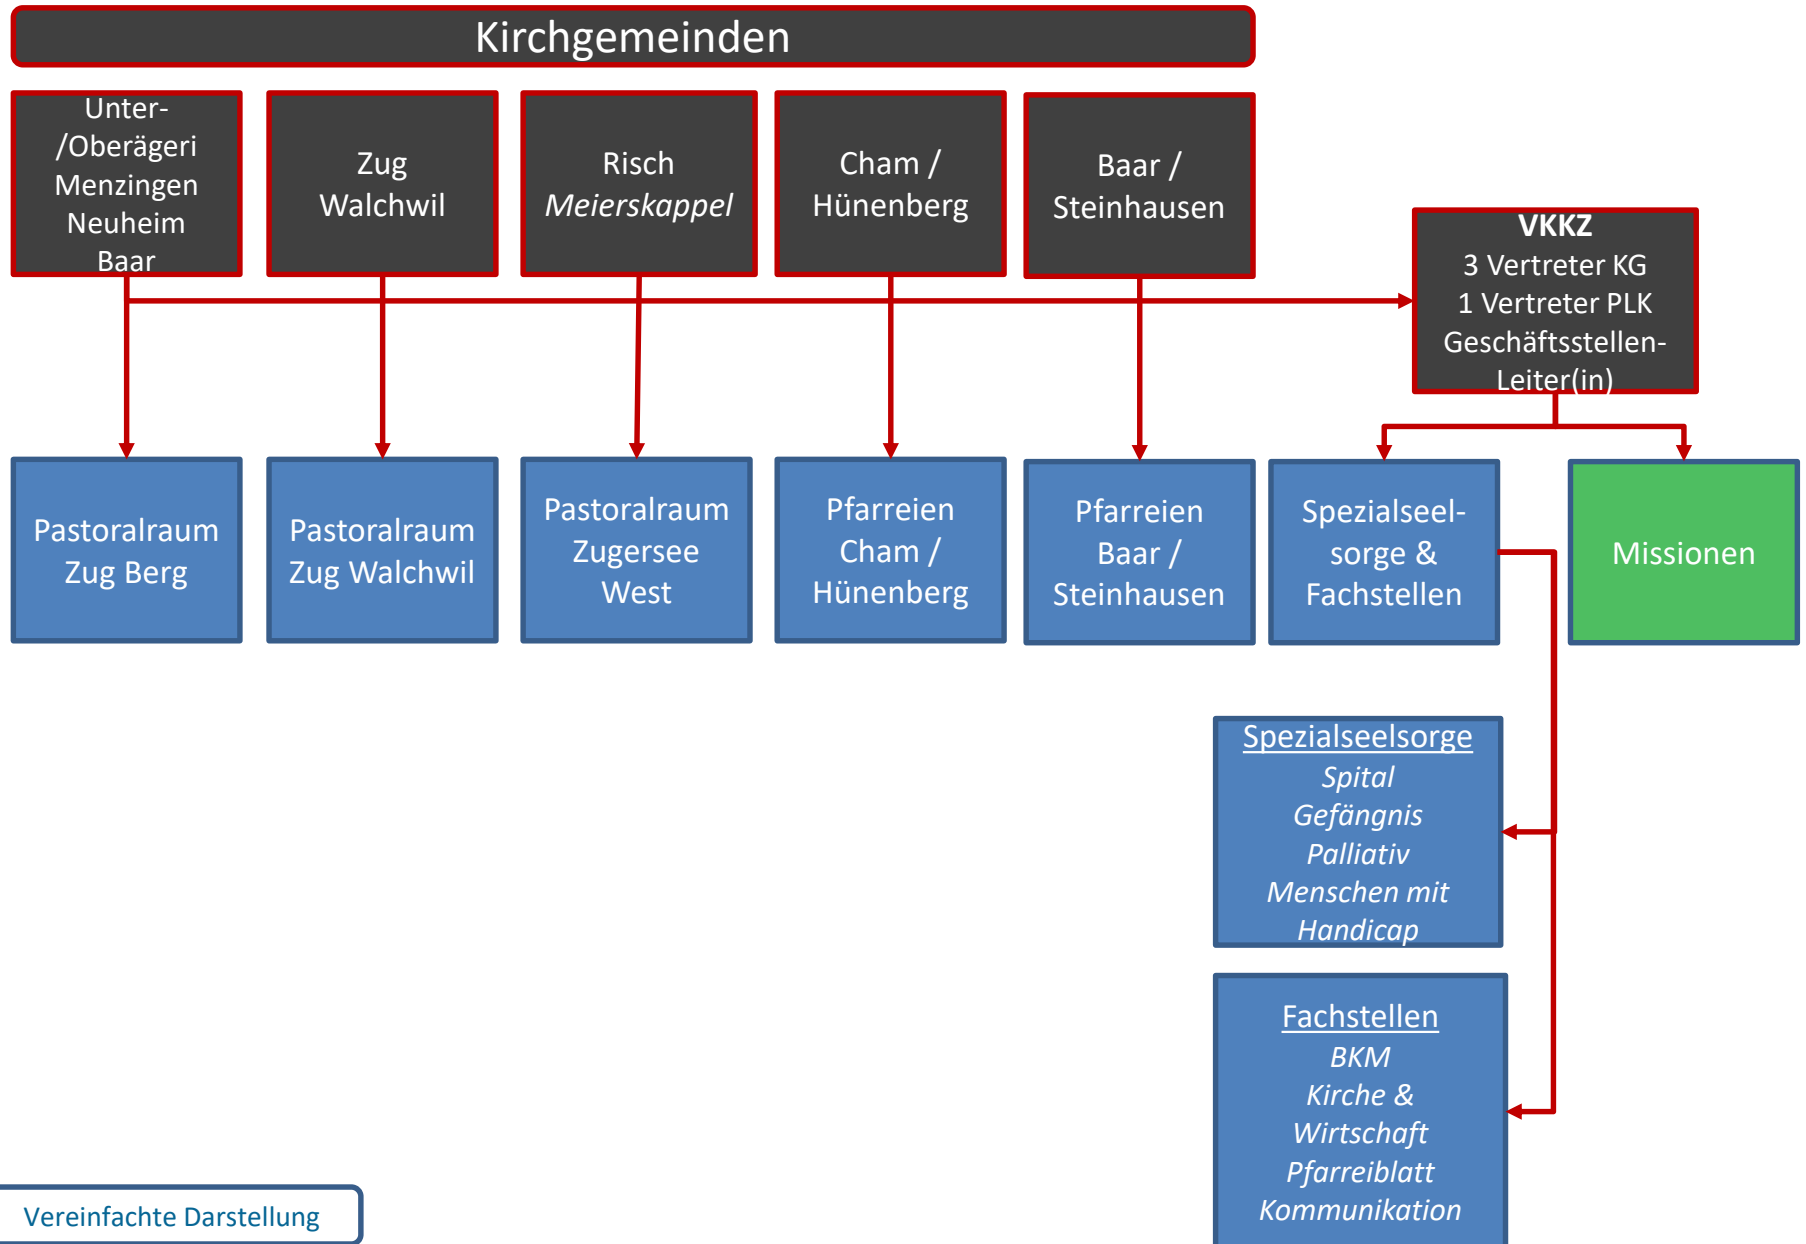 Kirchgemeinden
Unter-
/Oberägeri
Menzingen
Neuheim
Baar
Zug
Walchwil
Risch
Meierskappel
Cham /
Hünenberg
Baar /
Steinhausen
VKKZ
3 Vertreter KG
1 Vertreter PLK
Geschäftsstellen-
Leiter(in)
Pastoralraum
Zug Berg
Pastoralraum
Zug Walchwil
Pastoralraum
Zugersee
West
Pfarreien
Cham /
Hünenberg
Pfarreien
Baar /
Steinhausen
Spezialseel-
sorge &
Fachstellen
Missionen
Spezialseelsorge
Spital
Gefängnis
Palliativ
Menschen mit
Handicap
Fachstellen
BKM
Kirche &
Wirtschaft
Pfarreiblatt
Kommunikation
Vereinfachte Darstellung